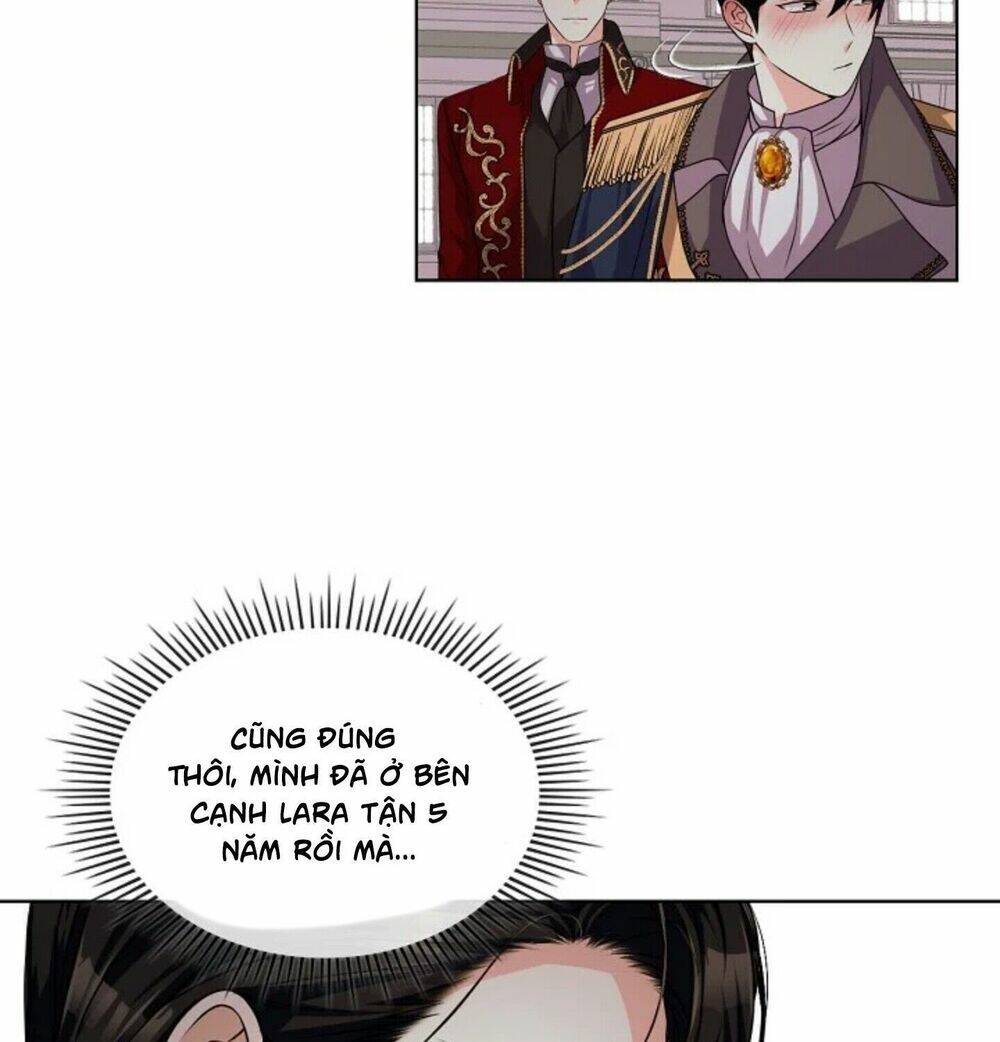 CŨNG ĐÚNG
THÔI, MÌNH ĐÃ Ở BÊN
CẠNH LARA TẬN 5
NĂM RỒI MÀ...